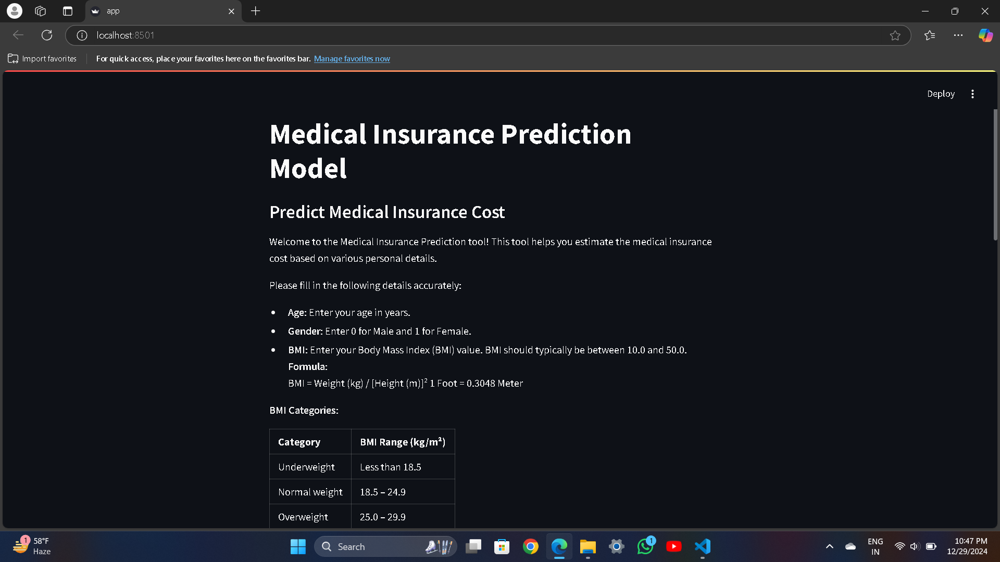 app
localhost:8501
Import favorites
For quick access, place your favorites here on the favorites bar. Manage favorites now
Deploy
Medical Insurance Prediction
Model
Predict Medical Insurance Cost
Welcome to the Medical Insurance Prediction tool! This tool helps you estimate the medical insurance
cost based on various personal details.
Please fill in the following details accurately:
• Age: Enter your age in years.
• Gender: Enter 0 for Male and 1 for Female.
• BMI: Enter your Body Mass Index (BMI) value. BMI should typically be between 10.0 and 50.0.
Formula:
BMI = Weight (kg) / [Height (m)]² 1 Foot = 0.3048 Meter
BMI Categories:
Category BMI Range (kg/m²)
Underweight Less than 18.5
Normal weight 18.5 – 24.9
Overweight 25.0 – 29.9
1
58°F
Haze
Search
1
ENG
IN
10:47 PM
12/29/2024